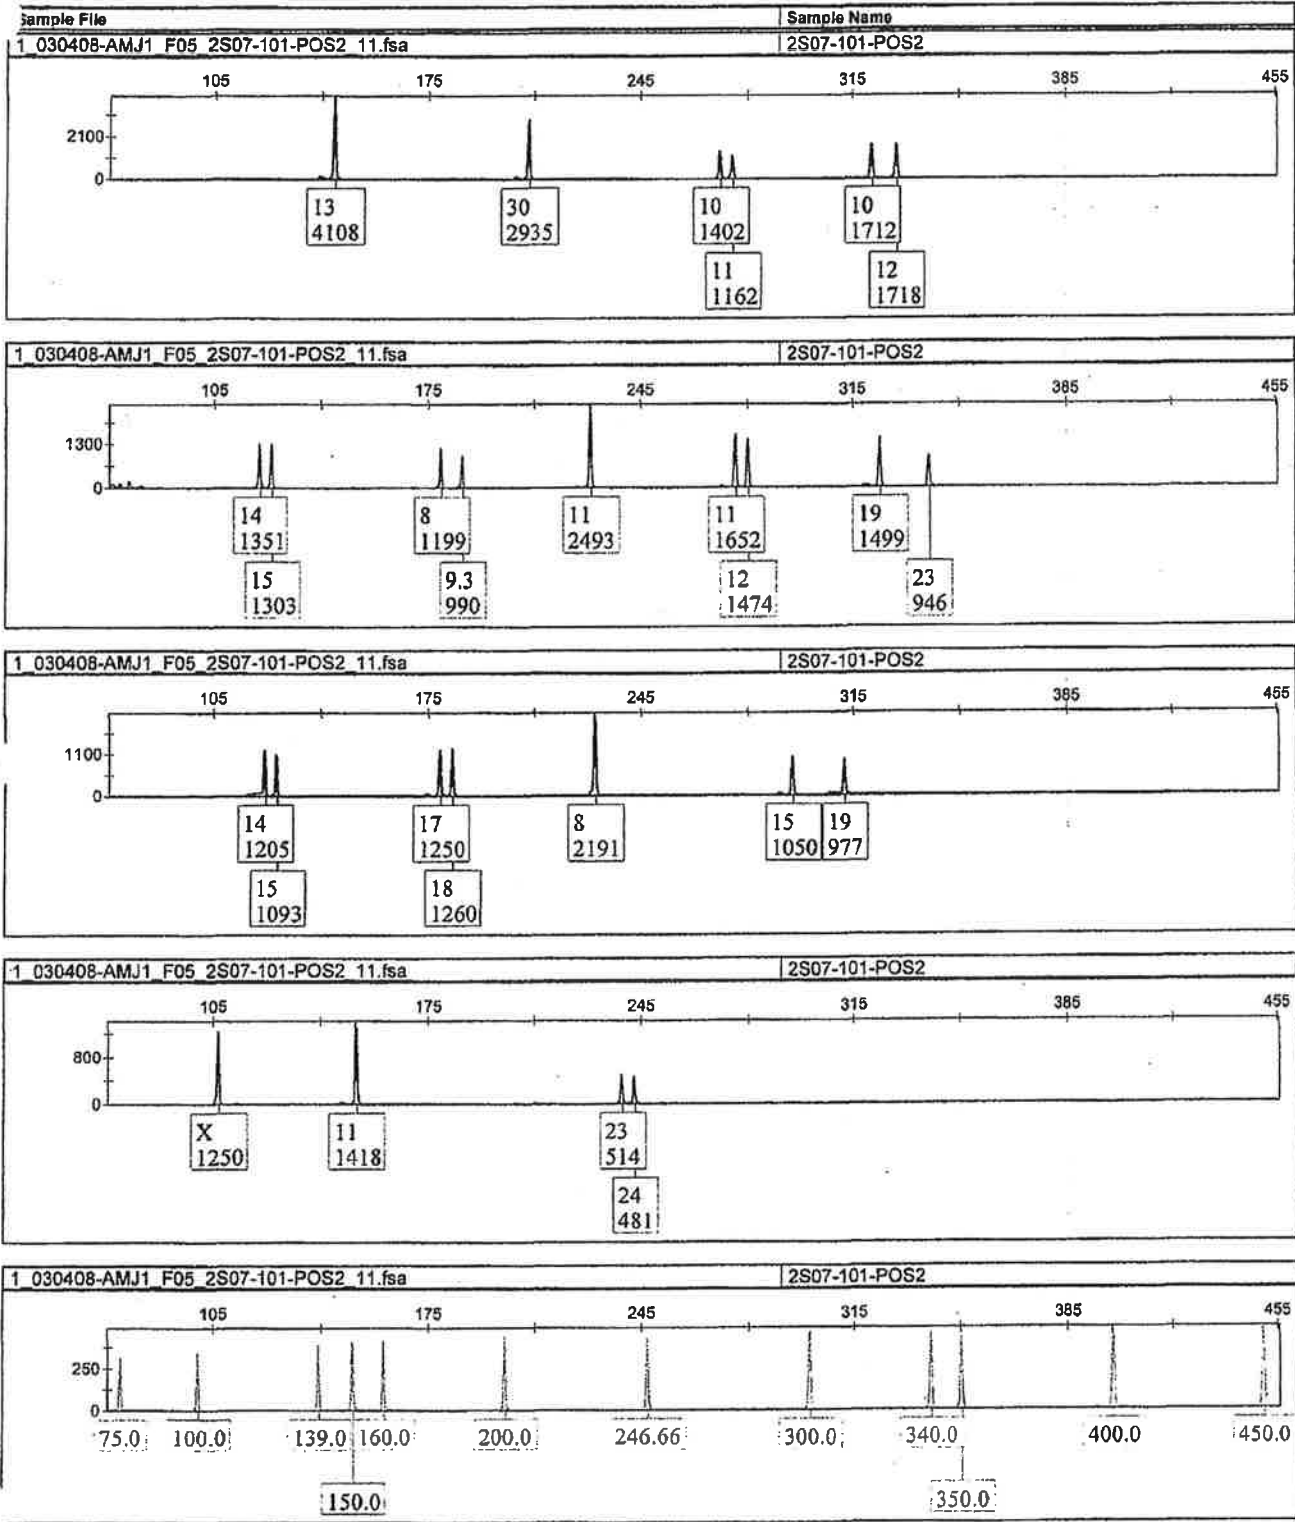 Sample File Sample Name
1_030408-AMJ1_F05_2S07-101-POS2_11.fsa 2S07-101-POS2
105 175 245 315 385 455
2100
0
13 30 10 10
4108 2935 1402 1712
11 12
1162 1718
1_030408-AMJ1_F05_2S07-101-POS2_11.fsa 2S07-101-POS2
105 175 245 315 385 455
1300
0
14 8 11 11 19
1351 1199 2493 1652 1499
15 9.3 12 23
1303 990 1474 946
1_030408-AMJ1_F05_2S07-101-POS2_11.fsa 2S07-101-POS2
105 175 245 315 385 455
1100
0
14 17 8 15 19
1205 1250 2191 1050 977
15 18
1093 1260
1_030408-AMJ1_F05_2S07-101-POS2_11.fsa 2S07-101-POS2
105 175 245 315 385 455
800
0
X 11 23
1250 1418 514
24
481
1_030408-AMJ1_F05_2S07-101-POS2_11.fsa 2S07-101-POS2
105 175 245 315 385 455
250
0
75.0 100.0 139.0 160.0 200.0 246.66 300.0 340.0 400.0 450.0
150.0 350.0